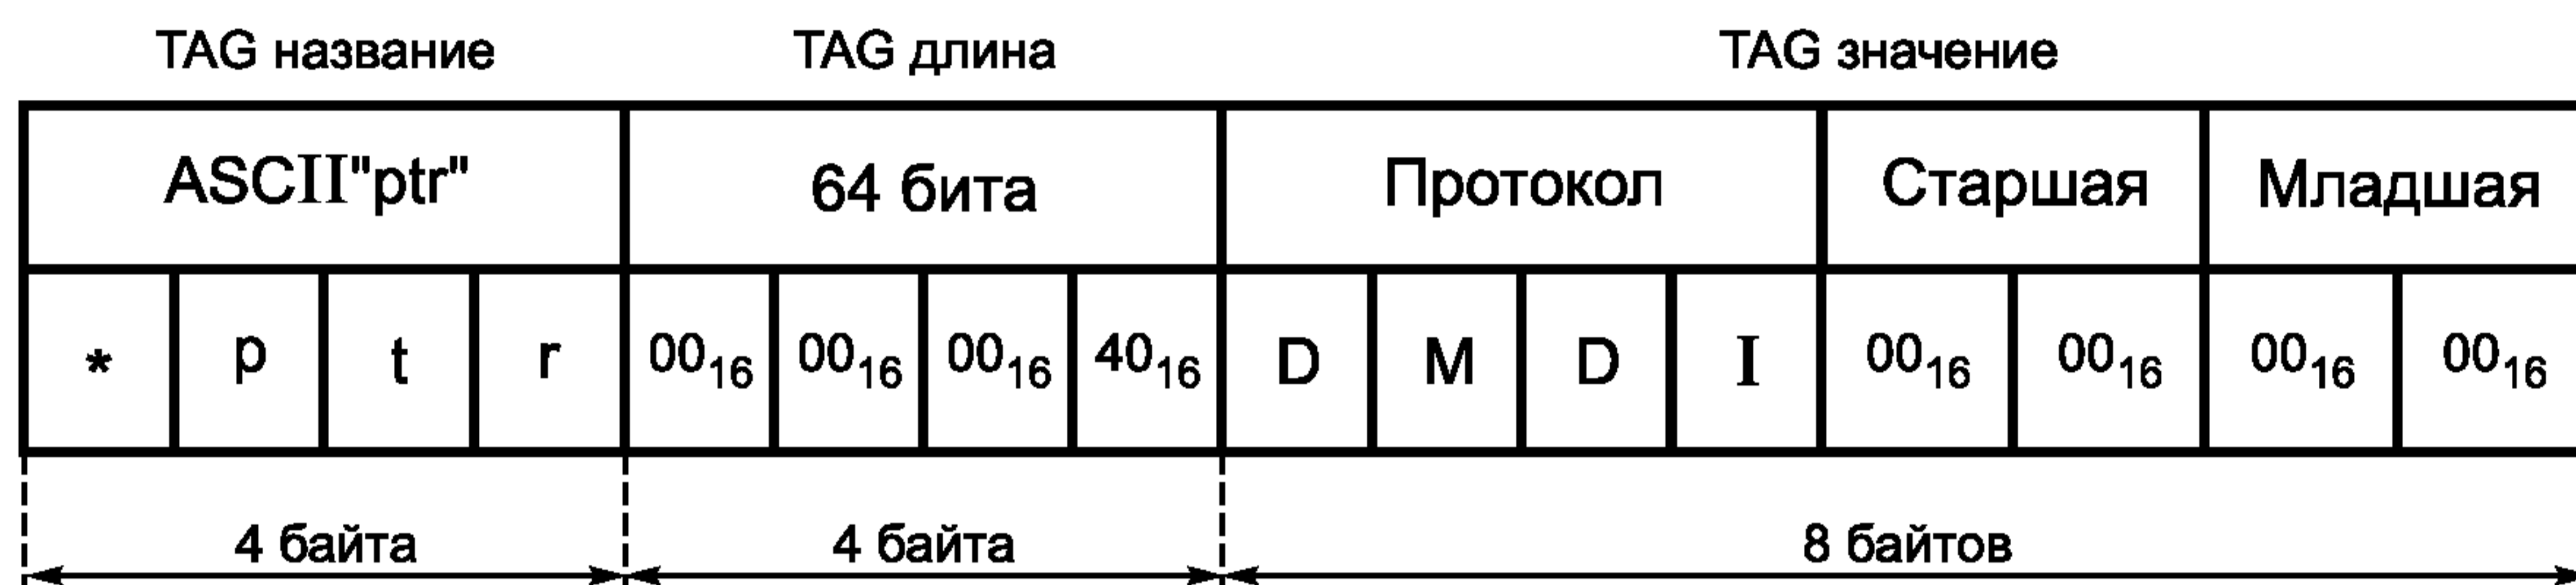 TAG название TAG длина TAG значение
ASCII"ptr" 64 бита Протокол Старшая Младшая
* p t r 00₁₆ 00₁₆ 00₁₆ 40₁₆ D M D I 00₁₆ 00₁₆ 00₁₆ 00₁₆
4 байта 4 байта 8 байтов